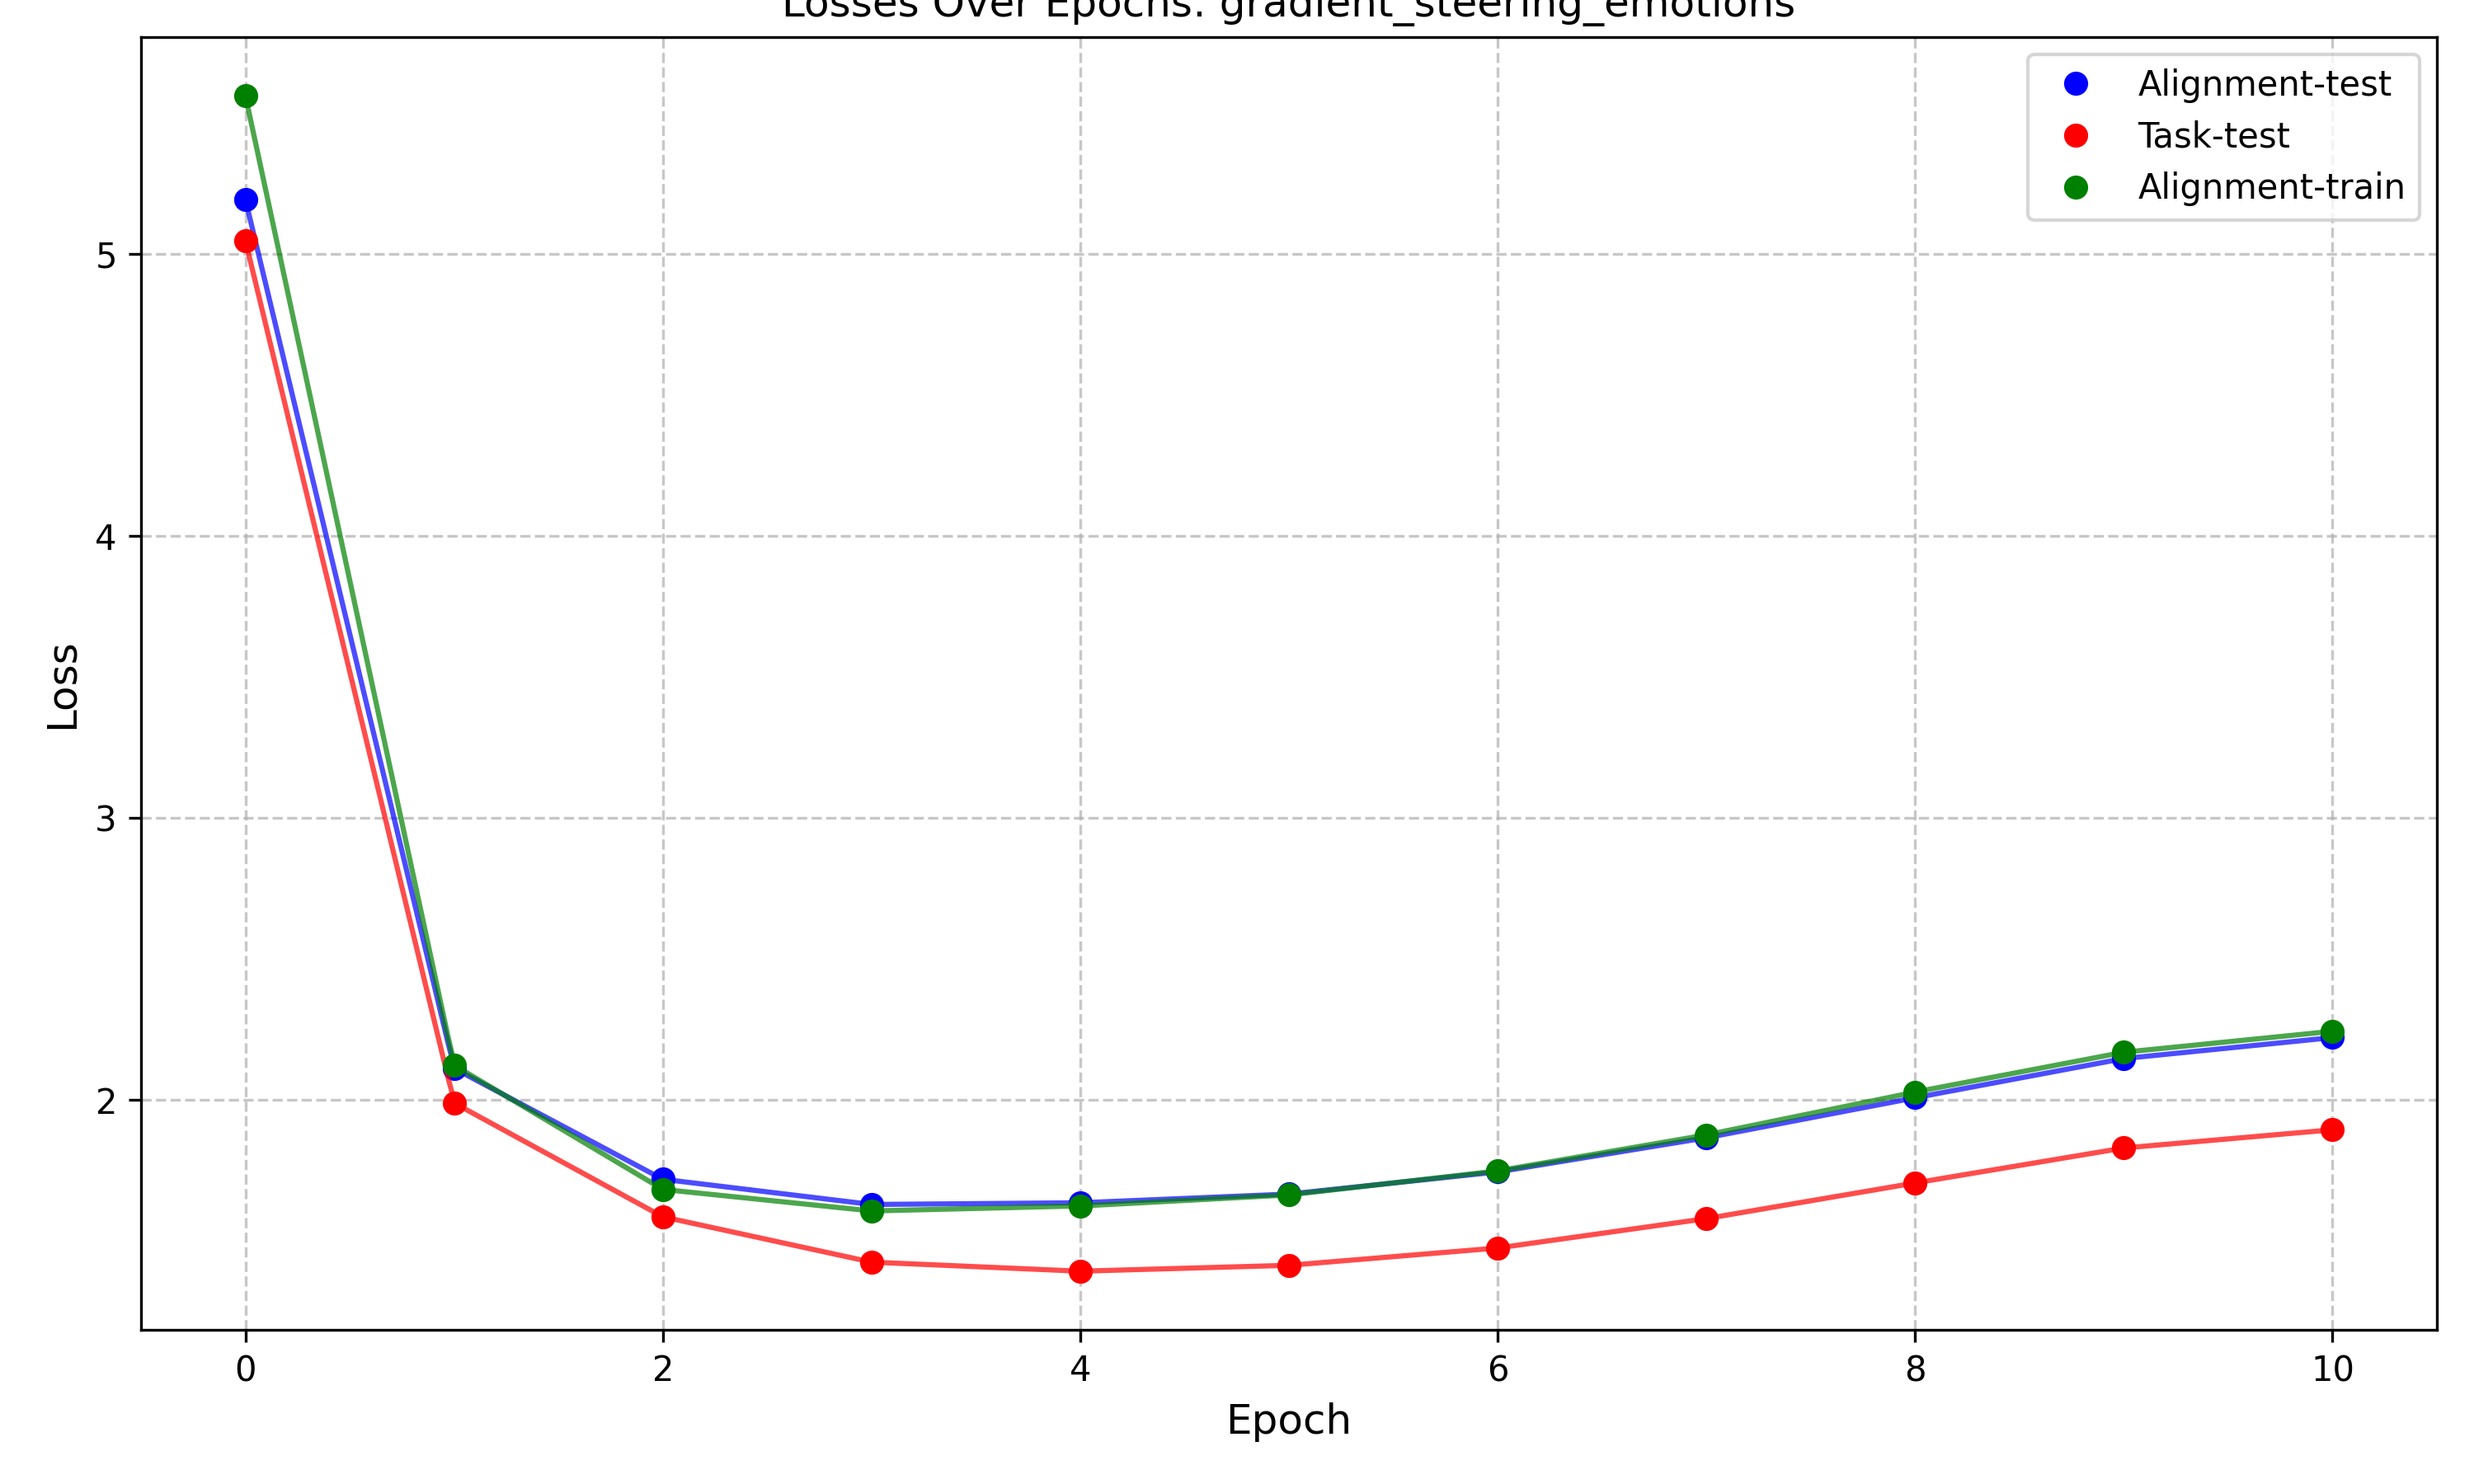 Losses Over Epochs: gradient_steering_emotions
Alignment-test
Task-test
Alignment-train
5
4
3
2
Loss
0 2 4 6 8 10
Epoch